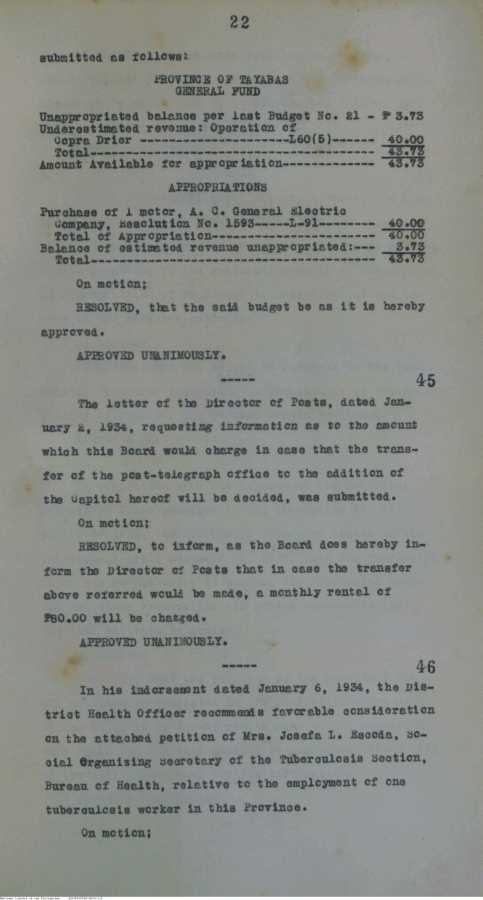 22
submitted as follows:
PROVINCE OF TAYABAS
GENERAL FUND
Unappropriated balance per last Budget No. 21 - ₱ 3.73
Underestimated revenue: Operation of
Copra Drier --------------------L60(5)------ 40.00
Total--------------------------------------- 43.73
Amount Available for appropriation------------- 43.73
APPROPRIATIONS
Purchase of 1 motor, A. C. General Electric
Company, Resolution No. 1593-----L-91-------- 40.00
Total of Appropriation----------------------- 40.00
Balance of estimated revenue unappropriated:--- 3.73
Total---------------------------------------- 43.73
On motion;
RESOLVED, that the said budget be as it is hereby
approved.
APPROVED UNANIMOUSLY.
-----
45
The letter of the Director of Posts, dated Jan-
uary 2, 1934, requesting information as to the amount
which this Board would charge in case that the trans-
fer of the post-telegraph office to the addition of
the Capitol hereof will be decided, was submitted.
On motion;
RESOLVED, to inform, as the Board does hereby in-
form the Director of Posts that in case the transfer
above referred would be made, a monthly rental of
₱80.00 will be charged.
APPROVED UNANIMOUSLY.
-----
46
In his indorsement dated January 6, 1934, the Dis-
trict Health Officer recommends favorable consideration
on the attached petition of Mrs. Josefa L. Escoda, So-
cial Organising Secretary of the Tuberculosis Section,
Bureau of Health, relative to the employment of one
tuberculosis worker in this Province.
On motion;